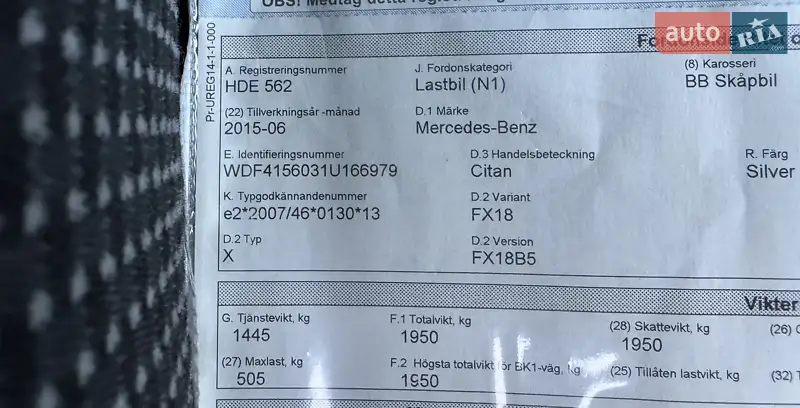 OBS! Medtag detta
auto RIA
Pr-UREG14-1-1-000
A. Registreringsnummer J. Fordonskategori (8) Karosseri
HDE 562 Lastbil (N1) BB Skåpbil
(22) Tillverkningsår -månad D.1 Märke
2015-06 Mercedes-Benz
E. Identifieringsnummer D.3 Handelsbeteckning R. Färg
WDF4156031U166979 Citan Silver
K. Typgodkännandenummer D.2 Variant
e2*2007/46*0130*13 FX18
D.2 Typ D.2 Version
X FX18B5
Vikter
G. Tjänstevikt, kg F.1 Totalvikt, kg (28) Skattevikt, kg (26)
1445 1950 1950
(27) Maxlast, kg F.2 Högsta totalvikt för BK1-väg, kg (25) Tillåten lastvikt, kg (32)
505 1950